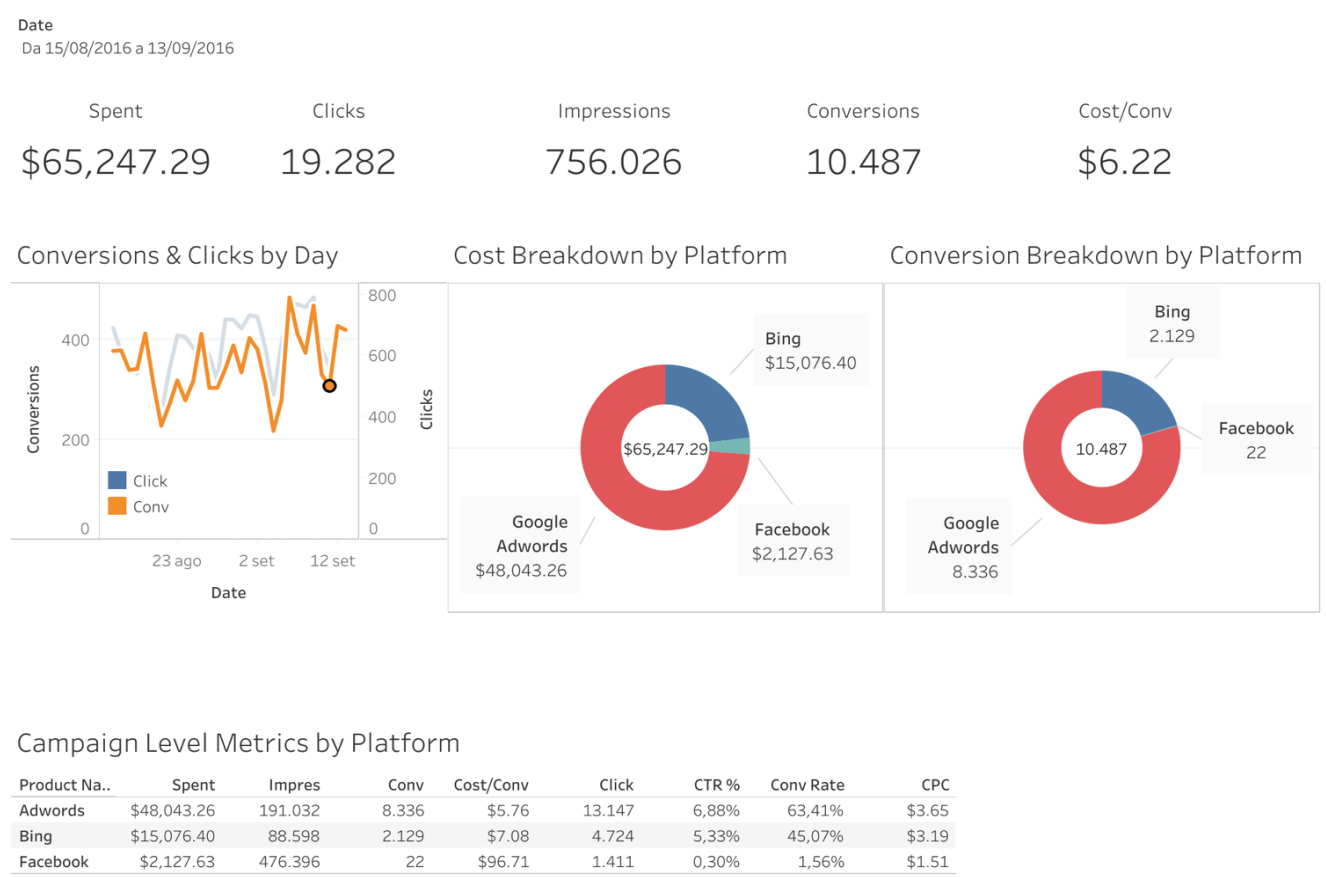 Date
Da 15/08/2016 a 13/09/2016
Spent
Clicks
Impressions
Conversions
Cost/Conv
$65,247.29
19.282
756.026
10.487
$6.22
Conversions & Clicks by Day
Conversions
400
200
0
800
600
400
200
0
Clicks
Click
Conv
23 ago
2 set
12 set
Date
Cost Breakdown by Platform
Bing
$15,076.40
$65,247.29
Google
Adwords
$48,043.26
Facebook
$2,127.63
Conversion Breakdown by Platform
Bing
2.129
Facebook
22
10.487
Google
Adwords
8.336
Campaign Level Metrics by Platform
Product Na.. Spent Impres Conv Cost/Conv Click CTR % Conv Rate CPC
Adwords $48,043.26 191.032 8.336 $5.76 13.147 6,88% 63,41% $3.65
Bing $15,076.40 88.598 2.129 $7.08 4.724 5,33% 45,07% $3.19
Facebook $2,127.63 476.396 22 $96.71 1.411 0,30% 1,56% $1.51